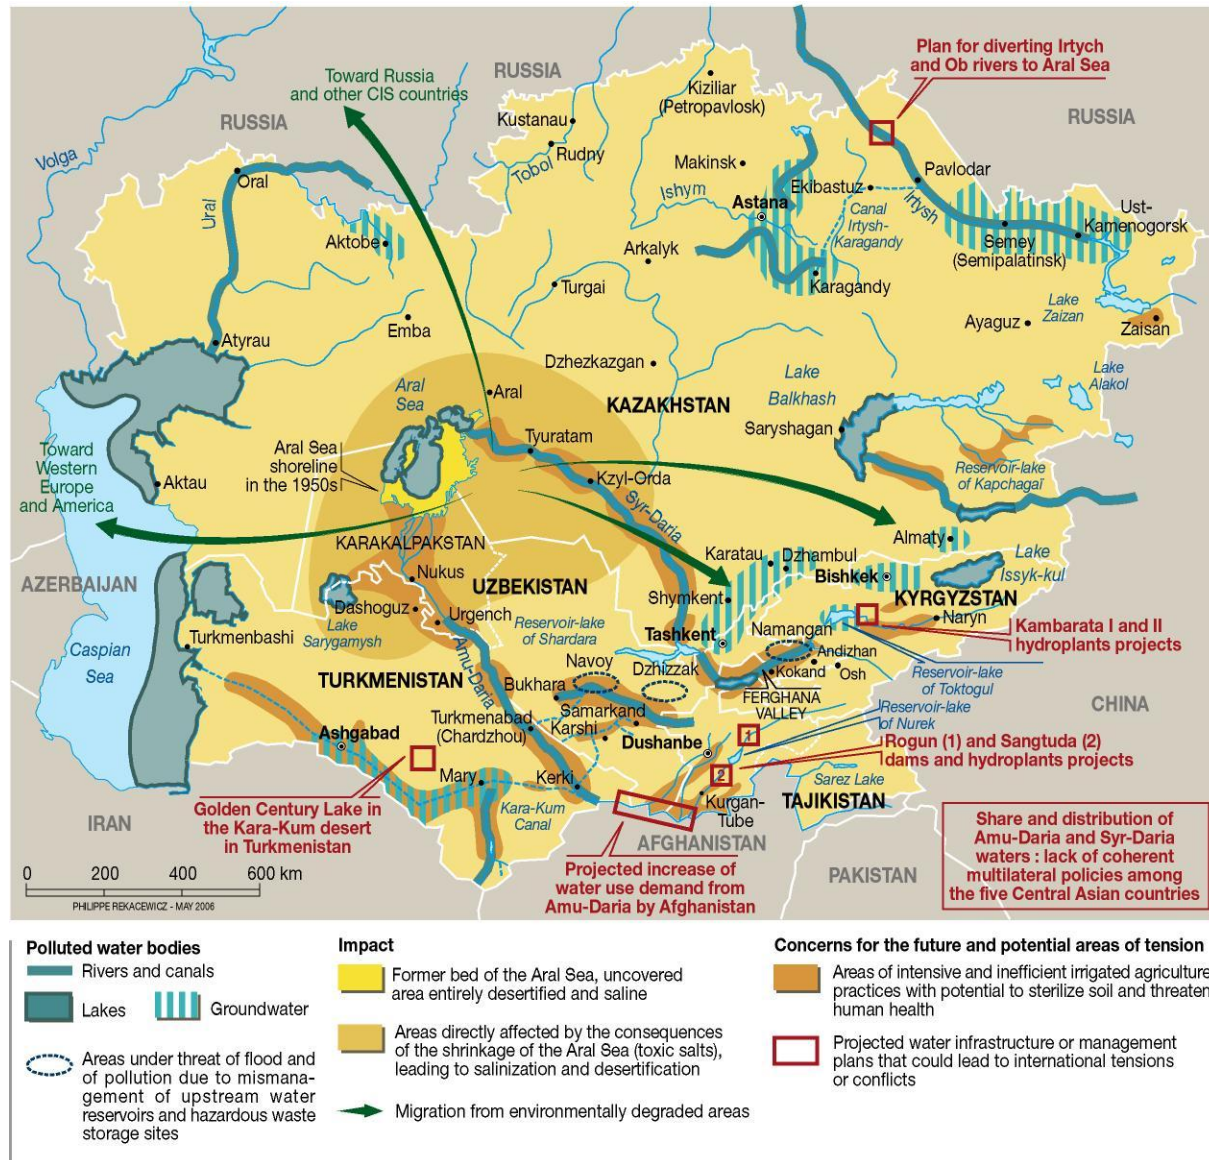 Plan for diverting Irtych
and Ob rivers to Aral Sea
Toward Russia
and other CIS countries
RUSSIA
RUSSIA
RUSSIA
Kiziliar
(Petropavlosk)
Kustanau
Rudny
Tobol
Volga
Oral
Ural
Makinsk
Ishym
Ekibastuz
Pavlodar
Irtysh
Astana
Canal
Irtysh-
Karagandy
Ust-
Kamenogorsk
Semey
(Semipalatinsk)
Aktobe
Arkalyk
Karagandy
Turgai
Lake
Zaizan
Ayaguz
Zaisan
Emba
Atyrau
Dzhezkazgan
Lake
Alakol
Aral
Sea
Aral
KAZAKHSTAN
Lake
Balkhash
Saryshagan
Toward
Western
Europe
and America
Aral Sea
shoreline
in the 1950s
Tyuratam
Reservoir-lake
of Kapchagaï
Aktau
Kzyl-Orda
Syr-Daria
Almaty
KARAKALPAKSTAN
Karatau
Dzhambul
Bishkek
Lake
Issyk-kul
AZERBAIJAN
Nukus
UZBEKISTAN
Shymkent
KYRGYZSTAN
Dashoguz
Urgench
Lake
Sarygamysh
Reservoir-lake
of Shardara
Tashkent
Namangan
Naryn
Kambarata I and II
hydroplants projects
Turkmenbashi
Amu-Daria
Andizhan
Caspian
Sea
Navoy
Dzhizzak
Kokand
Osh
Reservoir-lake
of Toktogul
TURKMENISTAN
Bukhara
FERGHANA
VALLEY
CHINA
Samarkand
Reservoir-lake
of Nurek
Turkmenabad
(Chardzhou)
Karshi
Ashgabad
Dushanbe
1
Rogun (1) and Sangtuda (2)
dams and hydroplants projects
2
Mary
Kerki
Sarez Lake
Kurgan-
Tube
TAJIKISTAN
Golden Century Lake in
the Kara-Kum desert
in Turkmenistan
Kara-Kum
Canal
IRAN
AFGHANISTAN
Share and distribution of
Amu-Daria and Syr-Daria
waters : lack of coherent
multilateral policies among
the five Central Asian countries
Projected increase of
water use demand from
Amu-Daria by Afghanistan
PAKISTAN
0 200 400 600 km
PHILIPPE REKACEWICZ - MAY 2006
Polluted water bodies
Rivers and canals
Lakes
Groundwater
Areas under threat of flood and
of pollution due to mismana-
gement of upstream water
reservoirs and hazardous waste
storage sites
Impact
Former bed of the Aral Sea, uncovered
area entirely desertified and saline
Areas directly affected by the consequences
of the shrinkage of the Aral Sea (toxic salts),
leading to salinization and desertification
Migration from environmentally degraded areas
Concerns for the future and potential areas of tension
Areas of intensive and inefficient irrigated agriculture
practices with potential to sterilize soil and threaten
human health
Projected water infrastructure or management
plans that could lead to international tensions
or conflicts